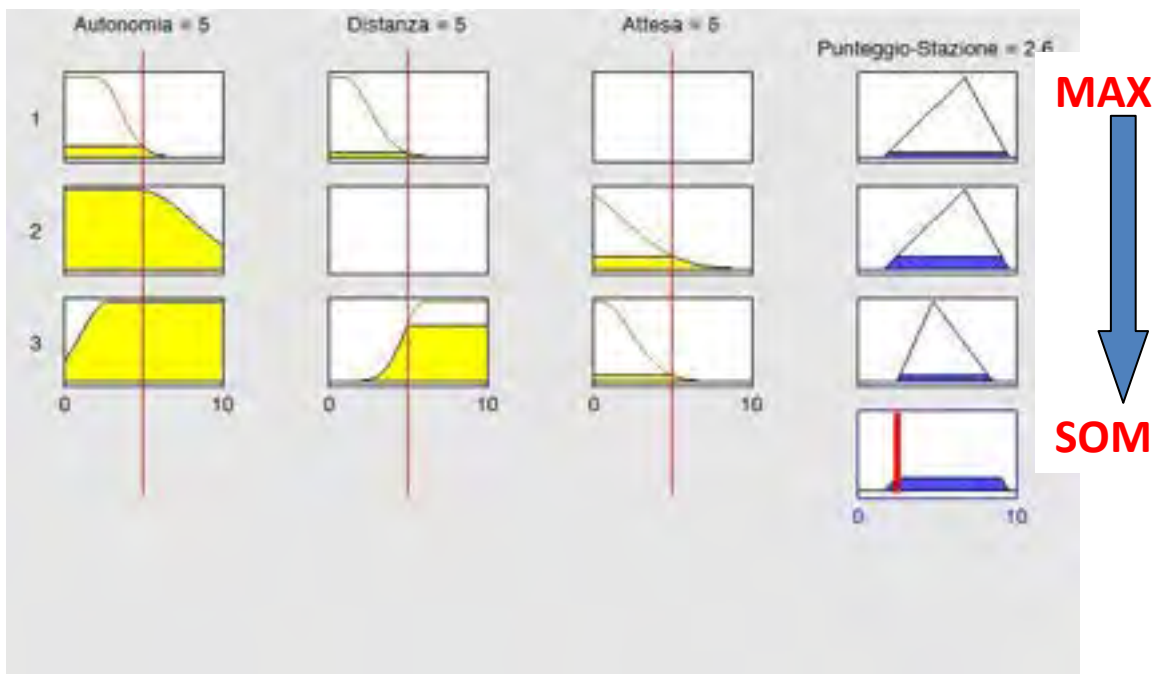 Autonomia = 5
Distanza = 5
Attesa = 5
Punteggio-Stazione = 2.6
MAX
1
2
3
0 10
0 10
0 10
SOM
0 10